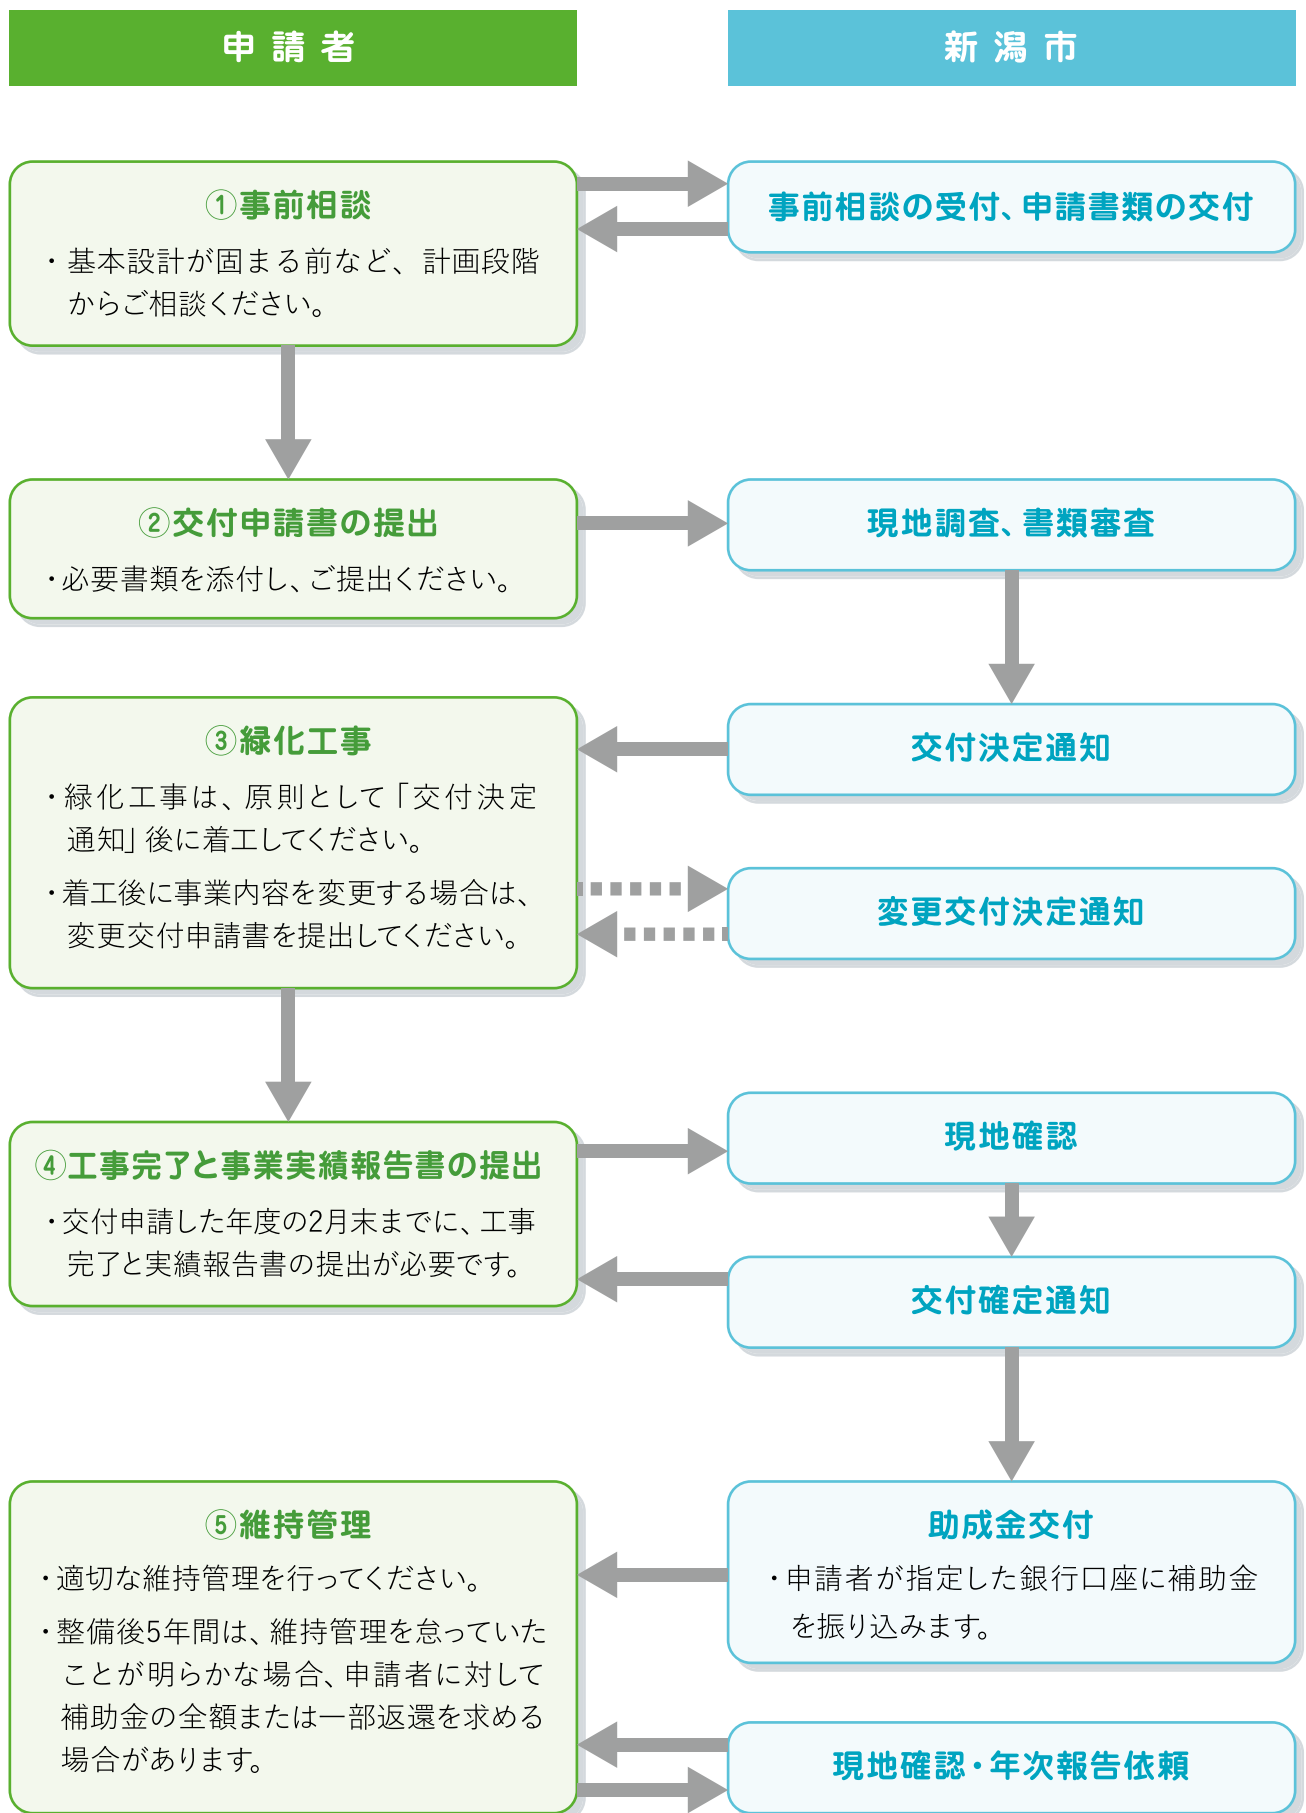 申請者
新潟市
①事前相談
・基本設計が固まる前など、計画段階
からご相談ください。
事前相談の受付、申請書類の交付
②交付申請書の提出
・必要書類を添付し、ご提出ください。
現地調査、書類審査
③緑化工事
・緑化工事は、原則として「交付決定
通知」後に着工してください。
・着工後に事業内容を変更する場合は、
変更交付申請書を提出してください。
交付決定通知
変更交付決定通知
④工事完了と事業実績報告書の提出
・交付申請した年度の2月末までに、工事
完了と実績報告書の提出が必要です。
現地確認
交付確定通知
⑤維持管理
・適切な維持管理を行ってください。
・整備後5年間は、維持管理を怠っていた
ことが明らかな場合、申請者に対して
補助金の全額または一部返還を求める
場合があります。
助成金交付
・申請者が指定した銀行口座に補助金
を振り込みます。
現地確認・年次報告依頼